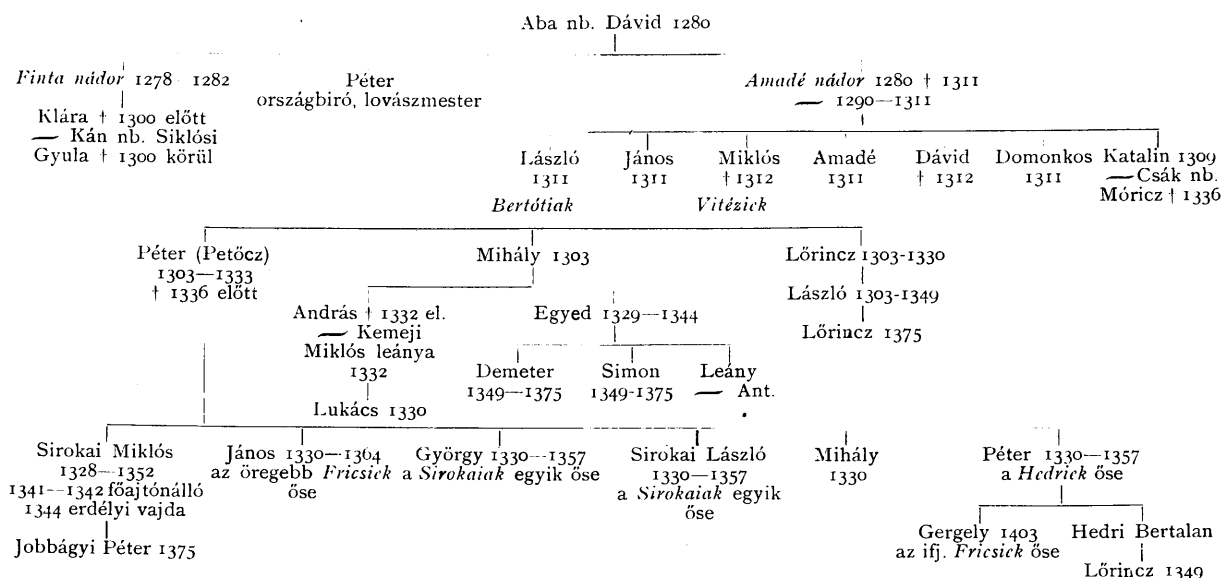 Aba nb. Dávid 1280
Finta nádor 1278 1282
Péter
országbiró, lovászmester
Amadé nádor 1280 † 1311
— 1290—1311
Klára † 1300 előtt
— Kán nb. Siklósi
Gyula † 1300 körül
László
1311
János
1311
Miklós
† 1312
Amadé
1311
Dávid
† 1312
Domonkos
1311
Katalin 1309
— Csák nb.
Móricz † 1336
Bertótiak
Vitéziek
Péter (Petőcz)
1303—1333
† 1336 előtt
Mihály 1303
Lőrincz 1303-1330
László 1303-1349
Lőrincz 1375
András † 1332 el.
— Kemeji
Miklós leánya
1332
Lukács 1330
Egyed 1329—1344
Demeter
1349—1375
Simon
1349-1375
Leány
— Ant.
Sirokai Miklós
1328—1352
1341—1342 főajtónálló
1344 erdélyi vajda
Jobbágyi Péter 1375
János 1330—1364
az öregebb Fricsiek
őse
György 1330—1357
a Sirokaiak egyik őse
Sirokai László
1330—1357
a Sirokaiak egyik
őse
Mihály
1330
Péter 1330—1357
a Hedriek őse
Gergely 1403
az ifj. Fricsiek őse
Hedri Bertalan
Lőrincz 1349